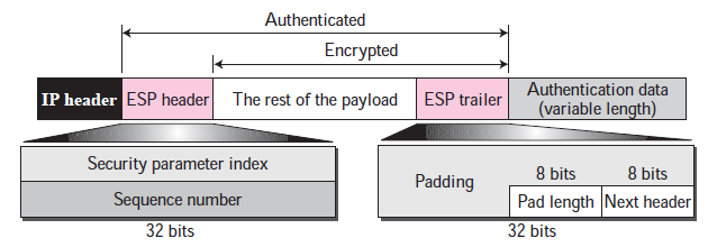 Authenticated
Encrypted
IP header ESP header The rest of the payload ESP trailer Authentication data
(variable length)
Security parameter index
Sequence number
32 bits
Padding
8 bits 8 bits
Pad length Next header
32 bits